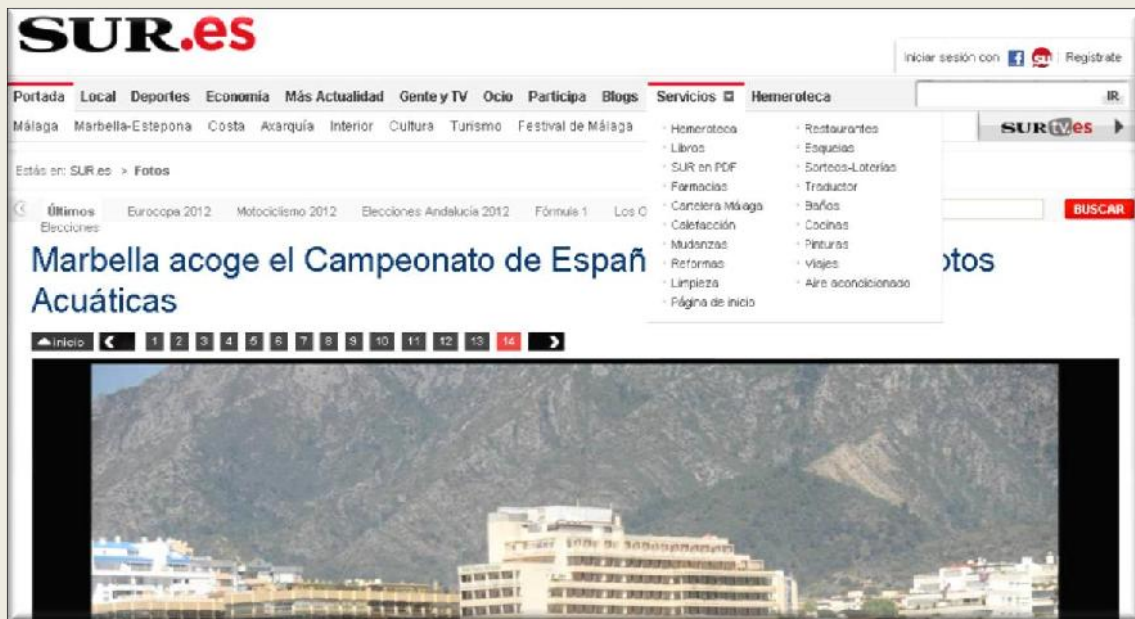 SUR.es
Iniciar sesión con Regístrate
Portada Local Deportes Economía Más Actualidad Gente y TV Ocio Participa Blogs Servicios Hemeroteca IR
Málaga Marbella-Estepona Costa Axarquía Interior Cultura Turismo Festival de Málaga SURtv.es
Hemeroteca Restaurantes
Libros Esquelas
SUR en PDF Sorteos-Loterías
Farmacias Traductor
Cartelera Málaga Baños
Calefacción Cocinas
Mudanzas Pinturas
Reformas Viajes
Limpieza Aire acondicionado
Página de inicio
Estás en: SUR.es > Fotos
Últimos Eurocopa 2012 Motociclismo 2012 Elecciones Andalucía 2012 Fórmula 1 Los BUSCAR
Elecciones
Marbella acoge el Campeonato de Españ otos
Acuáticas
inicio 1 2 3 4 5 6 7 8 9 10 11 12 13 14